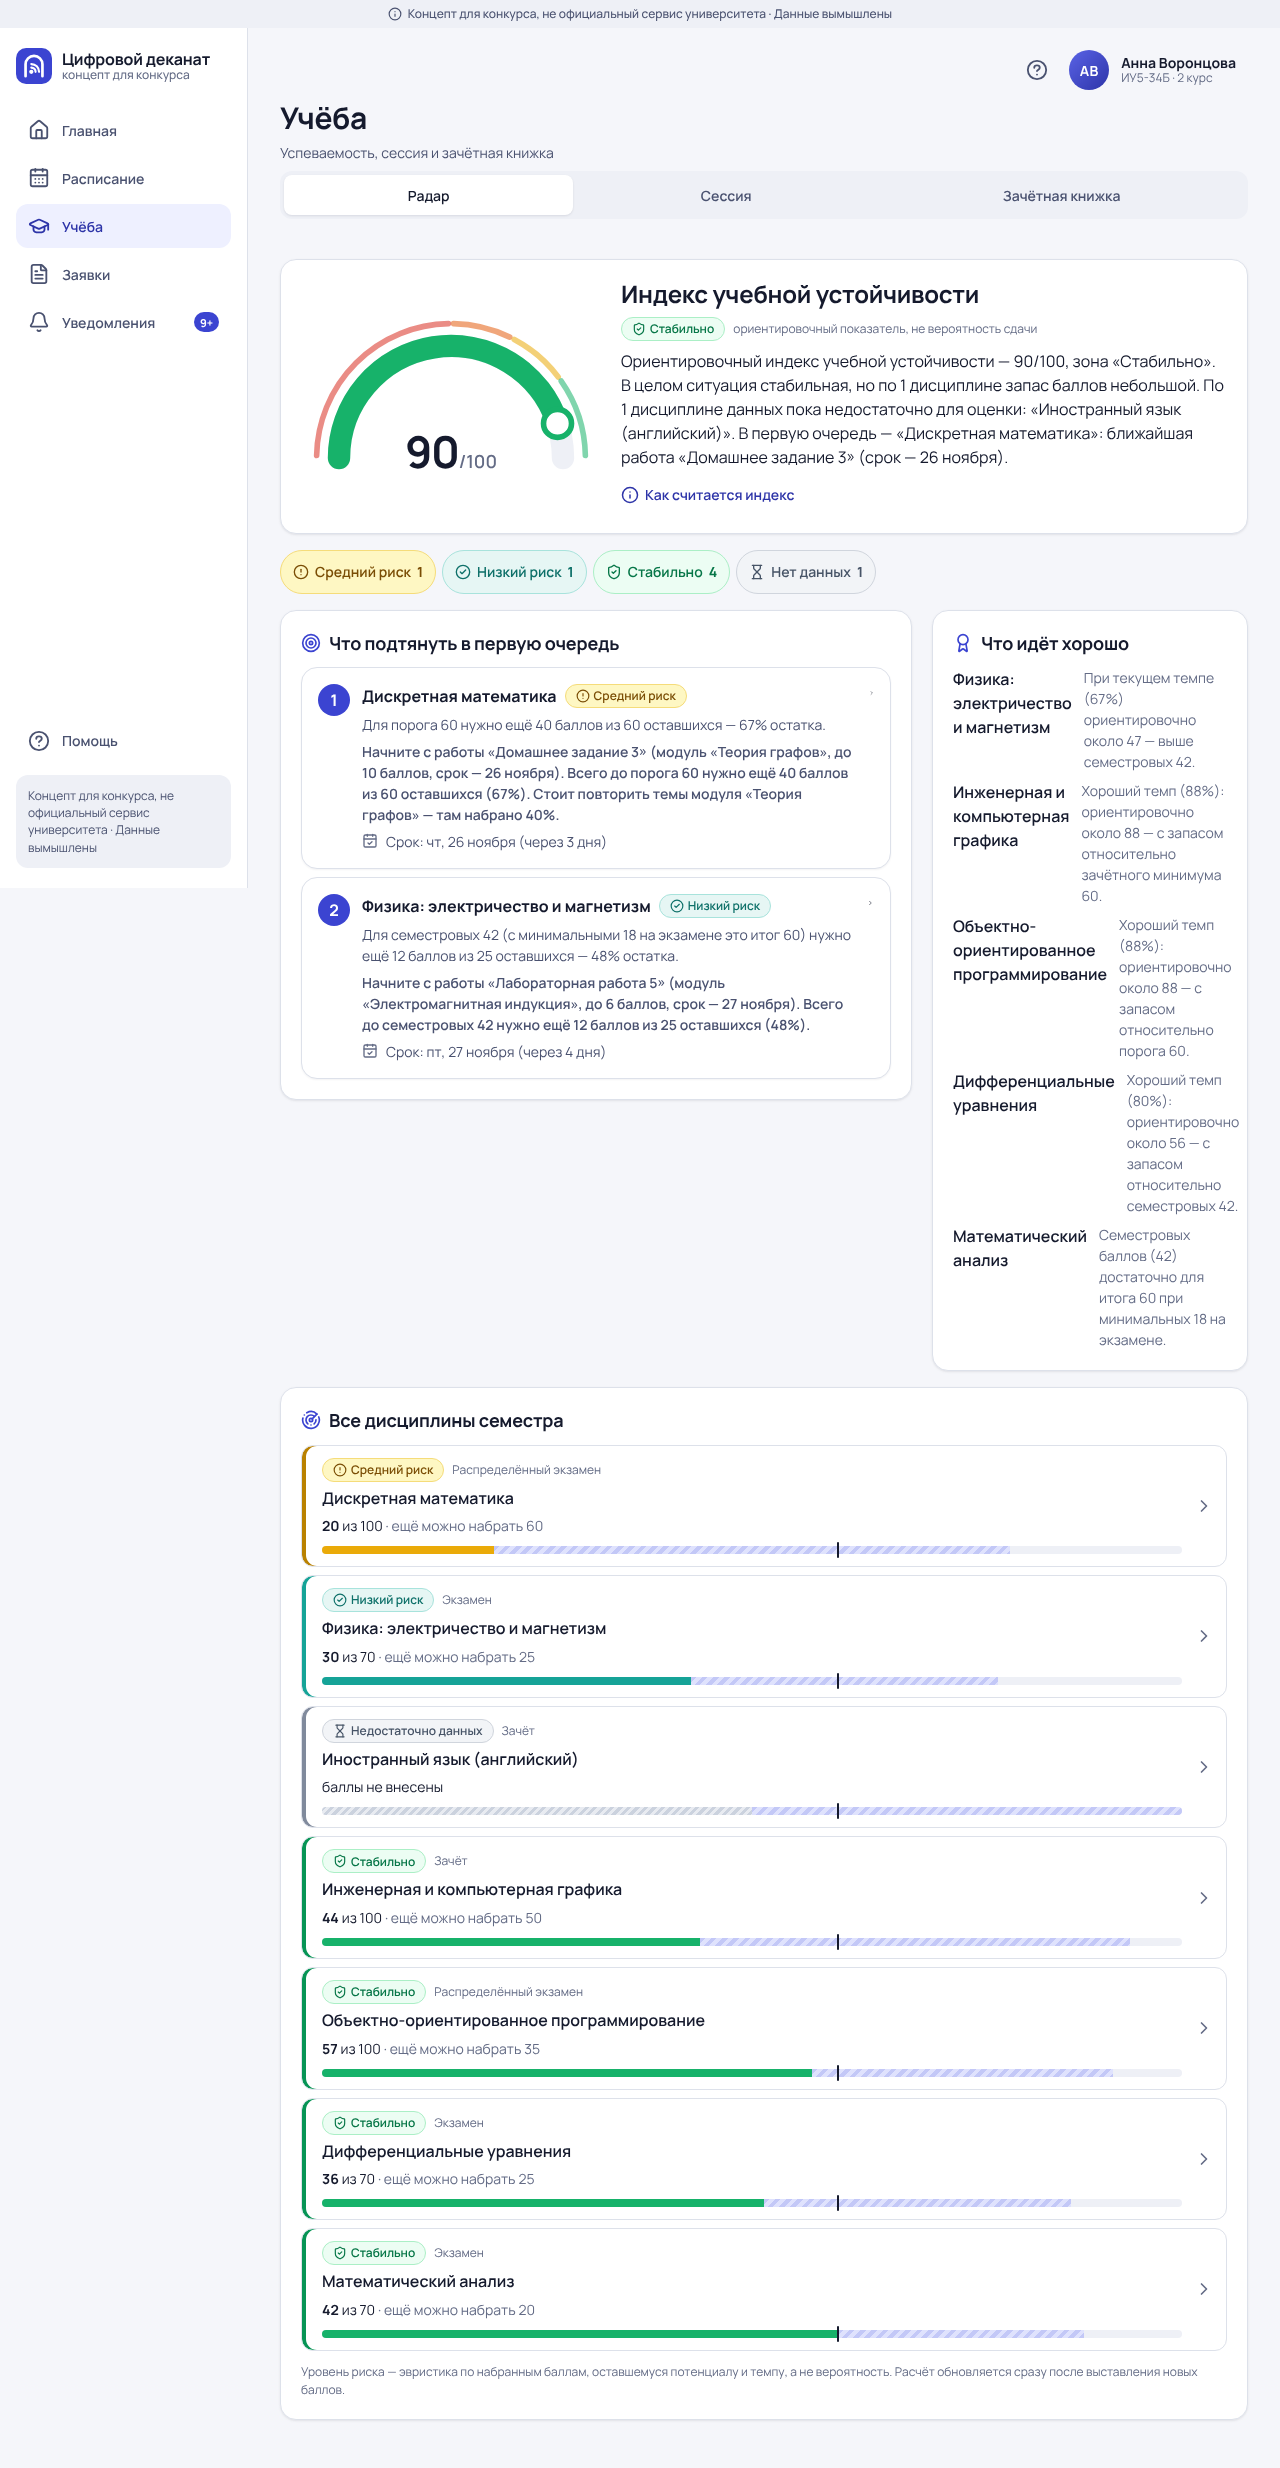 Концепт для конкурса, не официальный сервис университета · Данные вымышлены
Цифровой деканат
концепт для конкурса
Главная
Расписание
Учёба
Заявки
Уведомления
9+
Помощь
Концепт для конкурса, не
официальный сервис
университета · Данные
вымышлены
АВ
Анна Воронцова
ИУ5-34Б · 2 курс
Учёба
Успеваемость, сессия и зачётная книжка
Радар
Сессия
Зачётная книжка
90/100
Индекс учебной устойчивости
Стабильно
ориентировочный показатель, не вероятность сдачи
Ориентировочный индекс учебной устойчивости — 90/100, зона «Стабильно».
В целом ситуация стабильная, но по 1 дисциплине запас баллов небольшой. По
1 дисциплине данных пока недостаточно для оценки: «Иностранный язык
(английский)». В первую очередь — «Дискретная математика»: ближайшая
работа «Домашнее задание 3» (срок — 26 ноября).
Как считается индекс
Средний риск 1
Низкий риск 1
Стабильно 4
Нет данных 1
Что подтянуть в первую очередь
1
Дискретная математика
Средний риск
Для порога 60 нужно ещё 40 баллов из 60 оставшихся — 67% остатка.
Начните с работы «Домашнее задание 3» (модуль «Теория графов», до
10 баллов, срок — 26 ноября). Всего до порога 60 нужно ещё 40 баллов
из 60 оставшихся (67%). Стоит повторить темы модуля «Теория
графов» — там набрано 40%.
Срок: чт, 26 ноября (через 3 дня)
2
Физика: электричество и магнетизм
Низкий риск
Для семестровых 42 (с минимальными 18 на экзамене это итог 60) нужно
ещё 12 баллов из 25 оставшихся — 48% остатка.
Начните с работы «Лабораторная работа 5» (модуль
«Электромагнитная индукция», до 6 баллов, срок — 27 ноября). Всего
до семестровых 42 нужно ещё 12 баллов из 25 оставшихся (48%).
Срок: пт, 27 ноября (через 4 дня)
Что идёт хорошо
Физика:
электричество
и магнетизм
При текущем темпе
(67%)
ориентировочно
около 47 — выше
семестровых 42.
Инженерная и
компьютерная
графика
Хороший темп (88%):
ориентировочно
около 88 — с запасом
относительно
зачётного минимума
60.
Объектно-
ориентированное
программирование
Хороший темп
(88%):
ориентировочно
около 88 — с
запасом
относительно
порога 60.
Дифференциальные
уравнения
Хороший темп
(80%):
ориентировочно
около 56 — с
запасом
относительно
семестровых 42.
Математический
анализ
Семестровых
баллов (42)
достаточно для
итога 60 при
минимальных 18 на
экзамене.
Все дисциплины семестра
Средний риск
Распределённый экзамен
Дискретная математика
20 из 100 · ещё можно набрать 60
Низкий риск
Экзамен
Физика: электричество и магнетизм
30 из 70 · ещё можно набрать 25
Недостаточно данных
Зачёт
Иностранный язык (английский)
баллы не внесены
Стабильно
Зачёт
Инженерная и компьютерная графика
44 из 100 · ещё можно набрать 50
Стабильно
Распределённый экзамен
Объектно-ориентированное программирование
57 из 100 · ещё можно набрать 35
Стабильно
Экзамен
Дифференциальные уравнения
36 из 70 · ещё можно набрать 25
Стабильно
Экзамен
Математический анализ
42 из 70 · ещё можно набрать 20
Уровень риска — эвристика по набранным баллам, оставшемуся потенциалу и темпу, а не вероятность. Расчёт обновляется сразу после выставления новых
баллов.